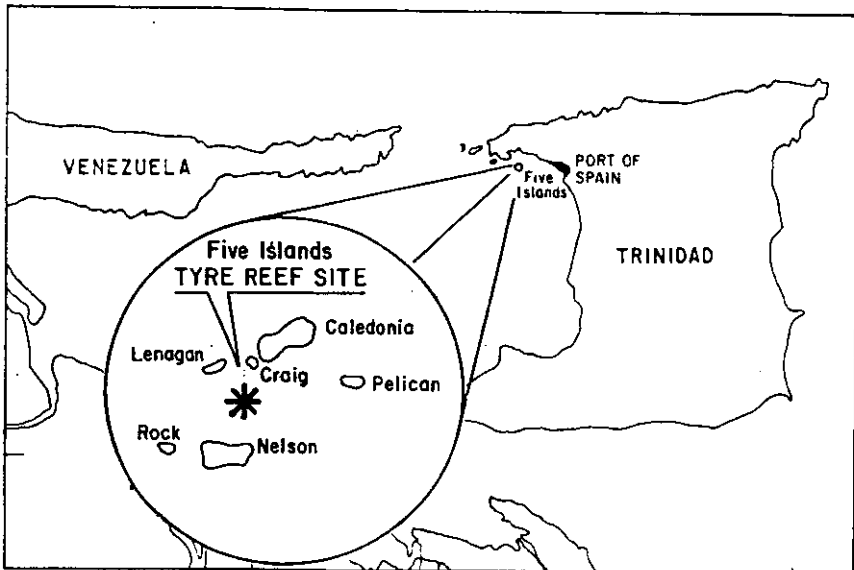 VENEZUELA
PORT OF
SPAIN
Five
Islands
TRINIDAD
Five Islands
TYRE REEF SITE
Caledonia
Lenagan
Craig
Pelican
Rock
Nelson